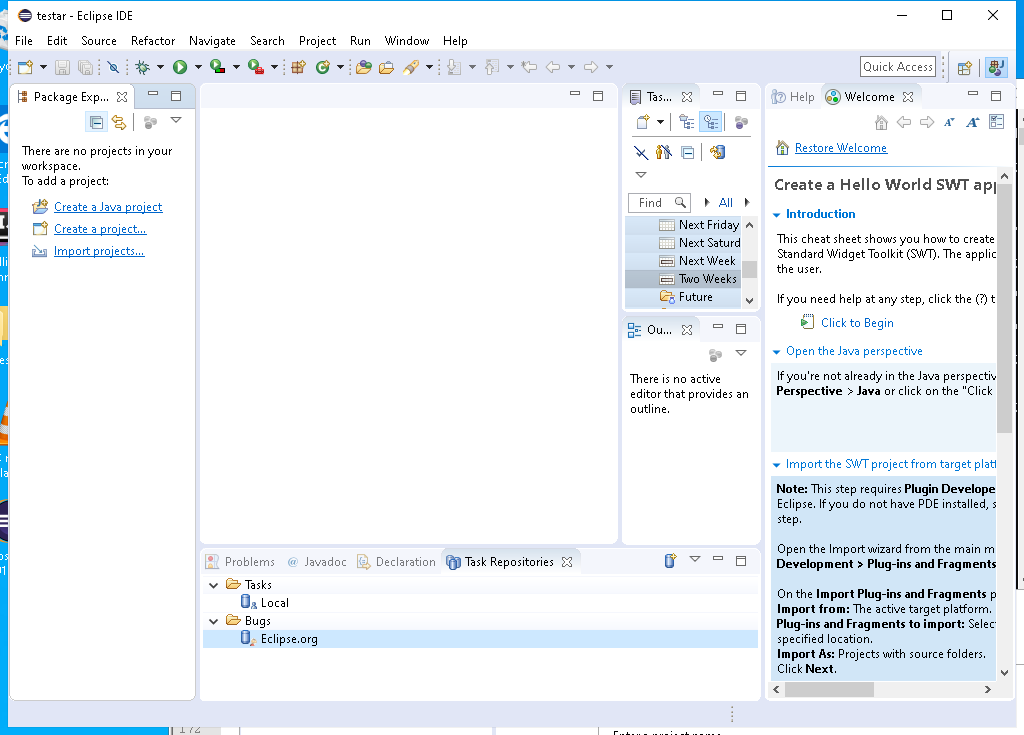 testar - Eclipse IDE
File Edit Source Refactor Navigate Search Project Run Window Help
Quick Access
Package Exp...
There are no projects in your
workspace.
To add a project:
Create a Java project
Create a project...
Import projects...
Tas...
Find
All
Next Friday
Next Saturd
Next Week
Two Weeks
Future
Ou...
There is no active
editor that provides an
outline.
Help Welcome
Restore Welcome
Create a Hello World SWT app
Introduction
This cheat sheet shows you how to create
Standard Widget Toolkit (SWT). The applic
the user.
If you need help at any step, click the (?) t
Click to Begin
Open the Java perspective
If you're not already in the Java perspectiv
Perspective > Java or click on the "Click
Import the SWT project from target platf
Note: This step requires Plugin Develope
Eclipse. If you do not have PDE installed, s
step.
Open the Import wizard from the main m
Development > Plug-ins and Fragments
On the Import Plug-ins and Fragments p
Import from: The active target platform.
Plug-ins and Fragments to import: Selec
specified location.
Import As: Projects with source folders.
Click Next.
Problems @ Javadoc Declaration Task Repositories
Tasks
Local
Bugs
Eclipse.org
172
Enter a project name